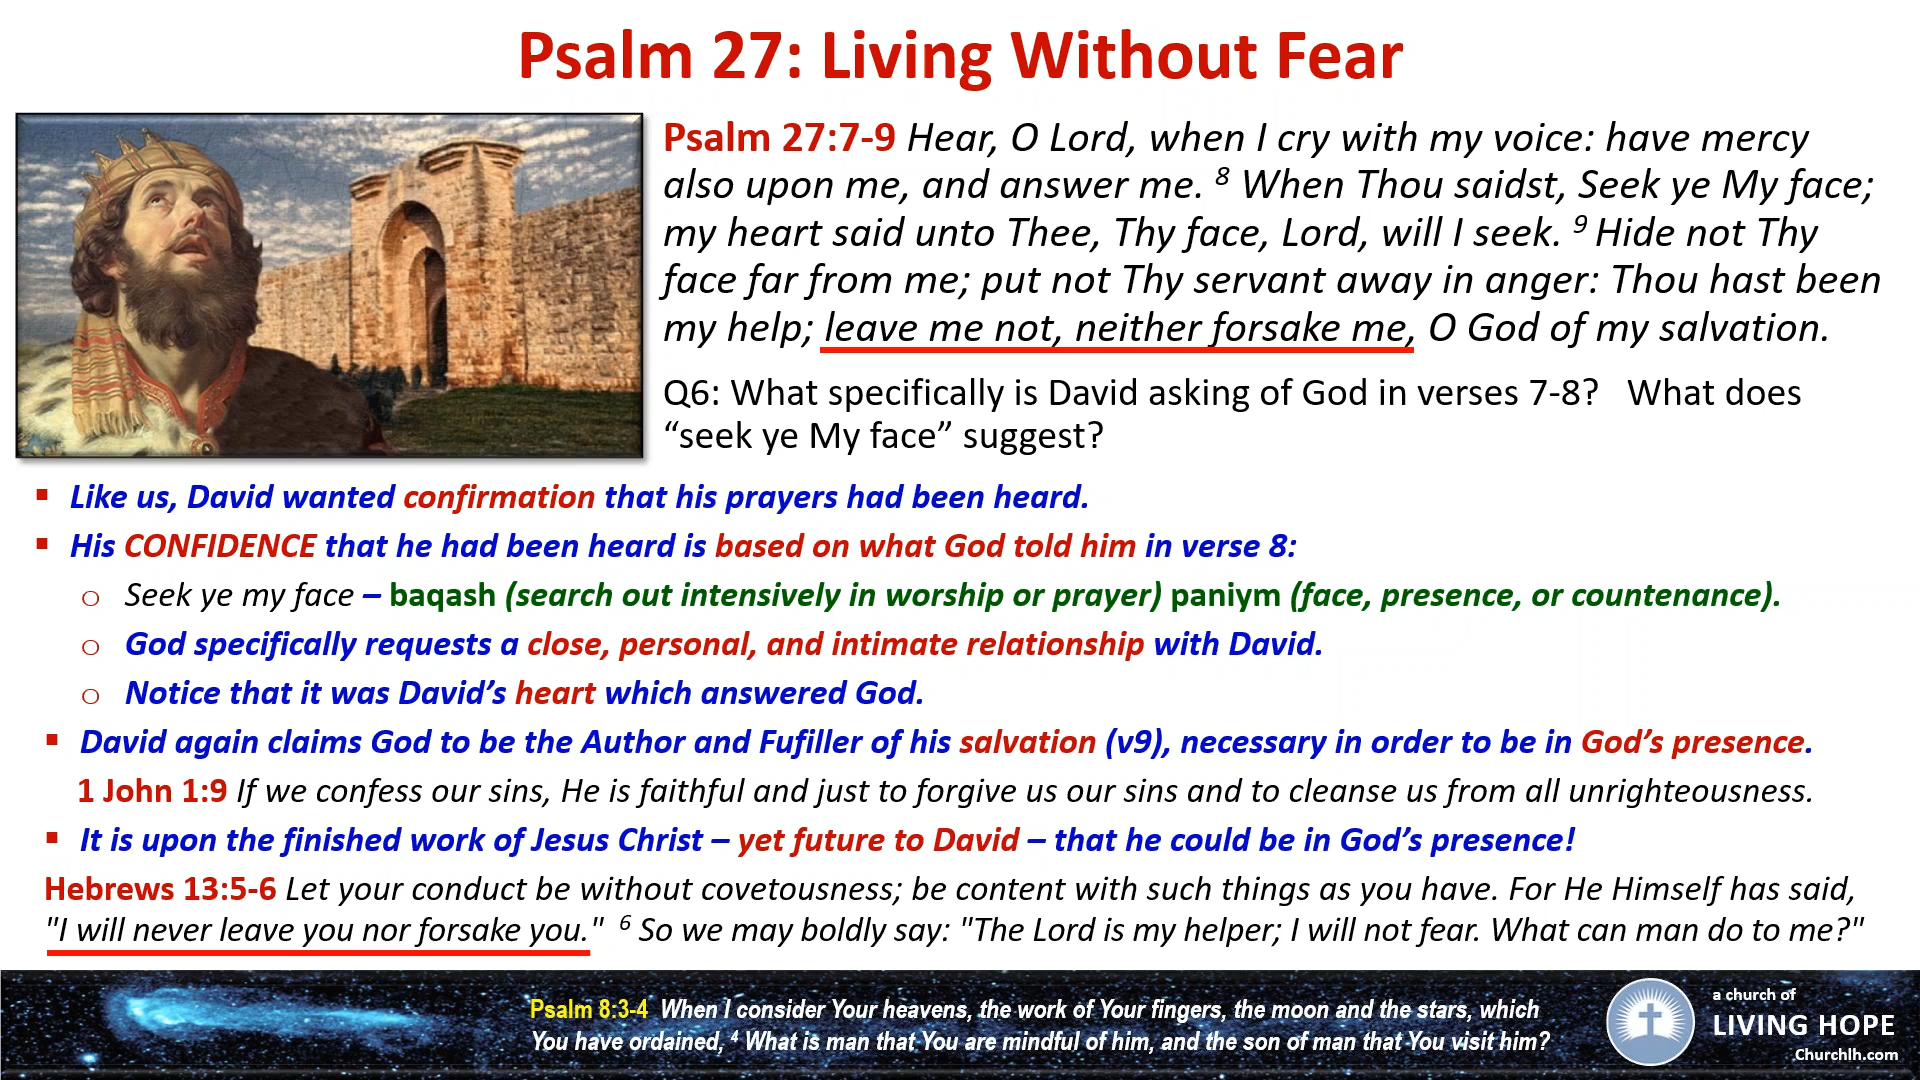 Psalm 27: Living Without Fear
Psalm 27:7-9 Hear, O Lord, when I cry with my voice: have mercy
also upon me, and answer me. 8 When Thou saidst, Seek ye My face;
my heart said unto Thee, Thy face, Lord, will I seek. 9 Hide not Thy
face far from me; put not Thy servant away in anger: Thou hast been
my help; leave me not, neither forsake me, O God of my salvation.
Q6: What specifically is David asking of God in verses 7-8? What does
“seek ye My face” suggest?
▪ Like us, David wanted confirmation that his prayers had been heard.
▪ His CONFIDENCE that he had been heard is based on what God told him in verse 8:
o Seek ye my face – baqash (search out intensively in worship or prayer) paniym (face, presence, or countenance).
o God specifically requests a close, personal, and intimate relationship with David.
o Notice that it was David’s heart which answered God.
▪ David again claims God to be the Author and Fufiller of his salvation (v9), necessary in order to be in God’s presence.
1 John 1:9 If we confess our sins, He is faithful and just to forgive us our sins and to cleanse us from all unrighteousness.
▪ It is upon the finished work of Jesus Christ – yet future to David – that he could be in God’s presence!
Hebrews 13:5-6 Let your conduct be without covetousness; be content with such things as you have. For He Himself has said,
"I will never leave you nor forsake you." 6 So we may boldly say: "The Lord is my helper; I will not fear. What can man do to me?"
Psalm 8:3-4 When I consider Your heavens, the work of Your fingers, the moon and the stars, which
You have ordained, 4 What is man that You are mindful of him, and the son of man that You visit him?
a church of
LIVING HOPE
Churchlh.com